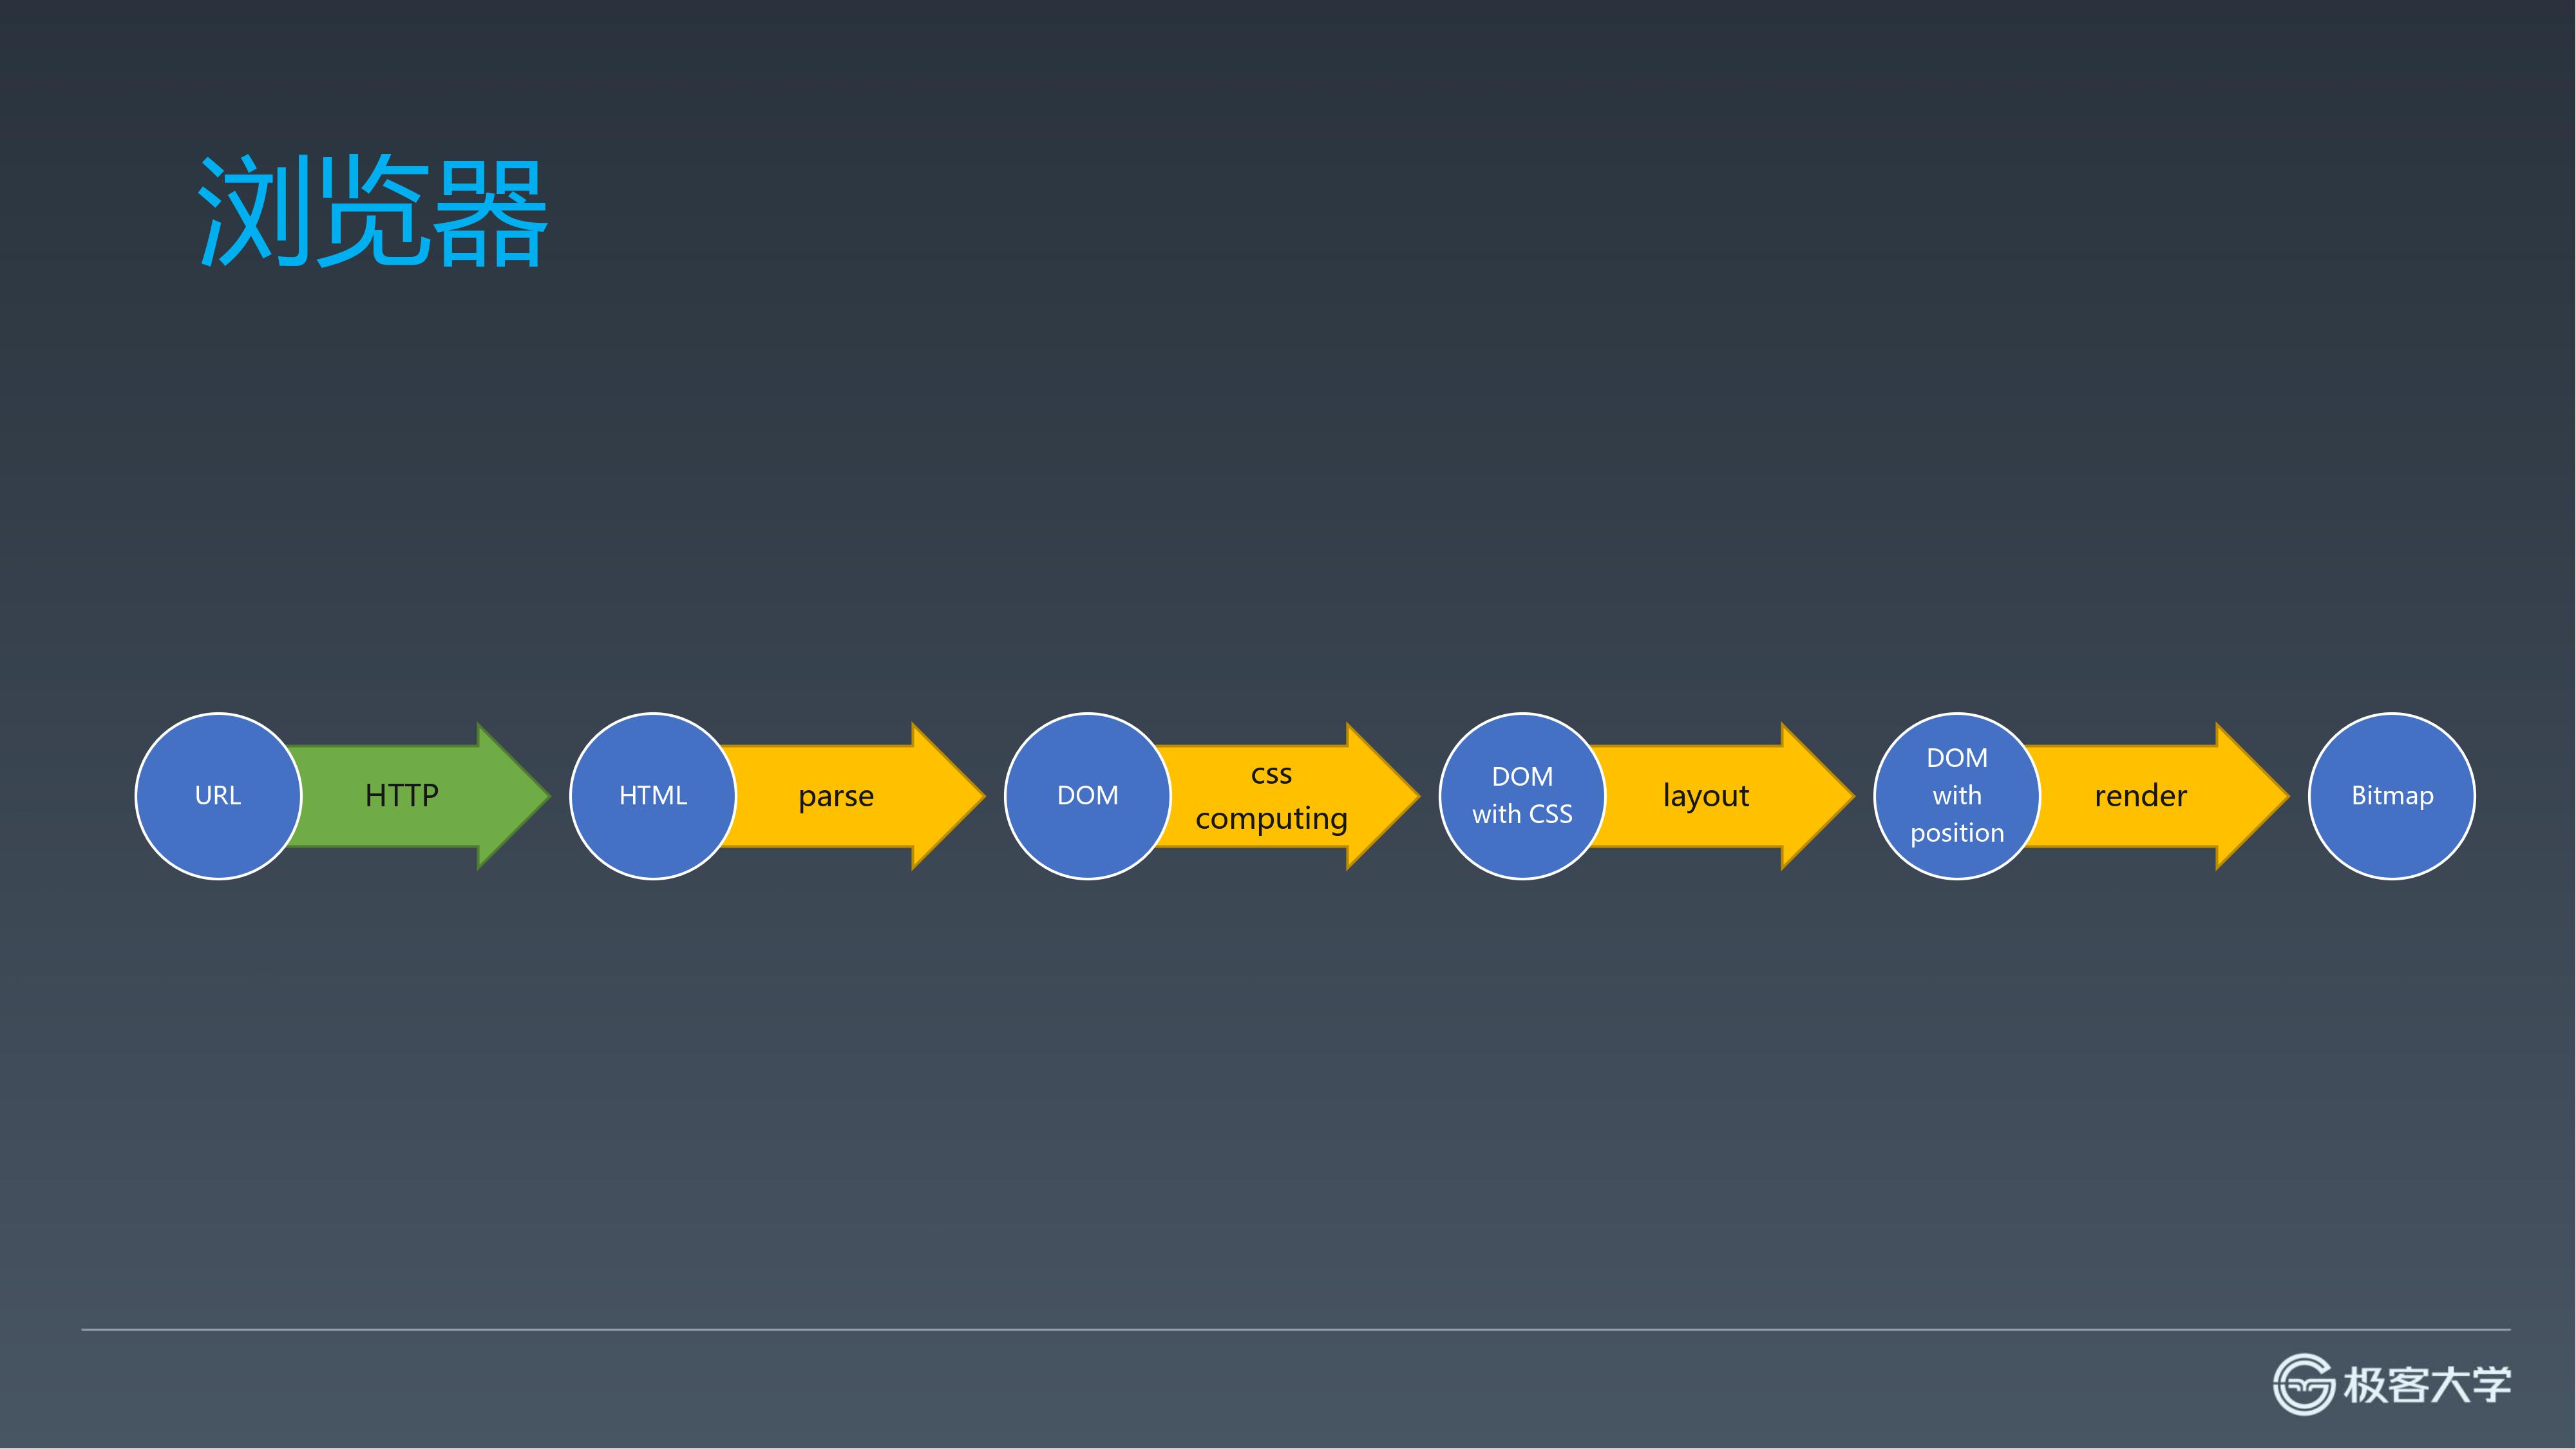 浏览器
URL
HTTP
HTML
parse
DOM
css
computing
DOM
with CSS
layout
DOM
with
position
render
Bitmap
极客大学